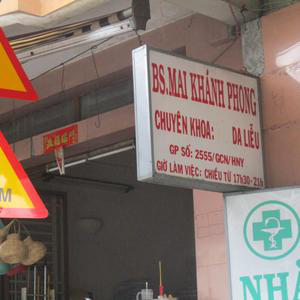 BS.MAI KHÁNH PHONG
CHUYÊN KHOA: DA LIỄU
GP SỐ: 2555/GCN/HNY
GIỜ LÀM VIỆC: CHIỀU TỪ 17h30-21h
NHÀ
M